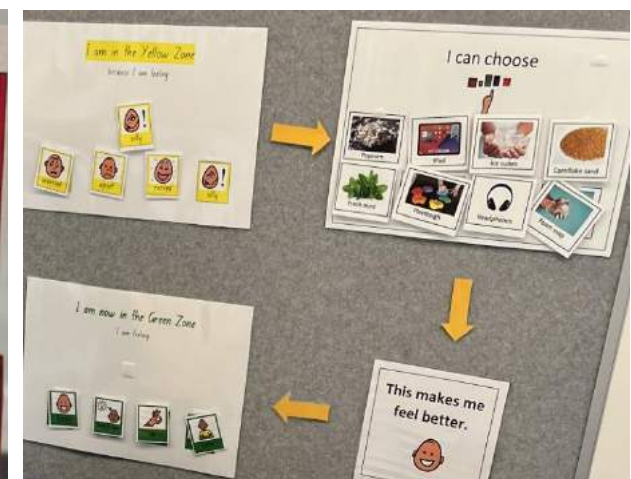 I am in the Yellow Zone
because I am feeling
silly
worried
upset
excited
silly
I can choose
Popcorn
iPad
Ice cubes
Cornflake sand
Fresh mint
Playdough
Headphones
Foam soap
This makes me
feel better.
I am now in the Green Zone
I am feeling